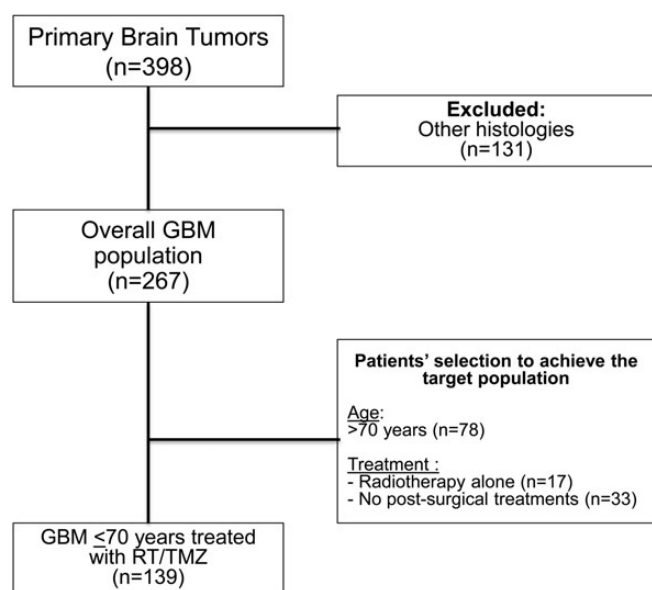 Primary Brain Tumors
(n=398)
Excluded:
Other histologies
(n=131)
Overall GBM
population
(n=267)
Patients' selection to achieve the
target population
Age:
>70 years (n=78)
Treatment :
- Radiotherapy alone (n=17)
- No post-surgical treatments (n=33)
GBM ≤70 years treated
with RT/TMZ
(n=139)